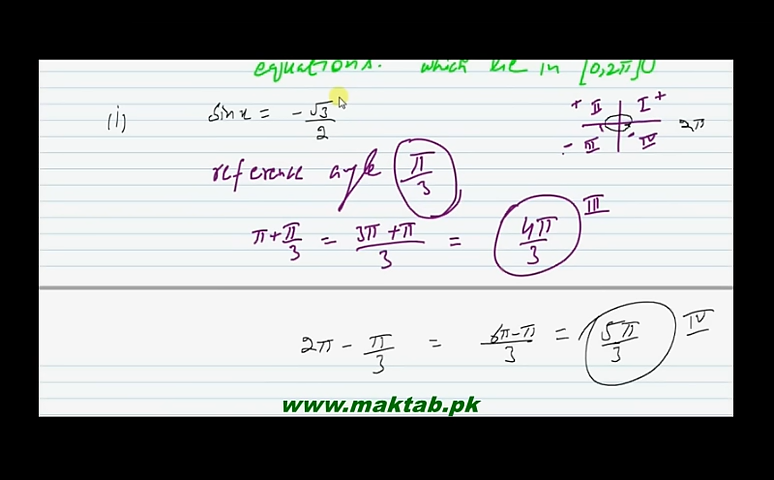 equations. which lie in [0,2π]
(i) sin x = -√3/2
+ II I +
- III - IV 2π
reference angle π/3
π + π/3 = 3π + π/3 = 4π/3 III
2π - π/3 = 6π - π/3 = 5π/3 IV
www.maktab.pk